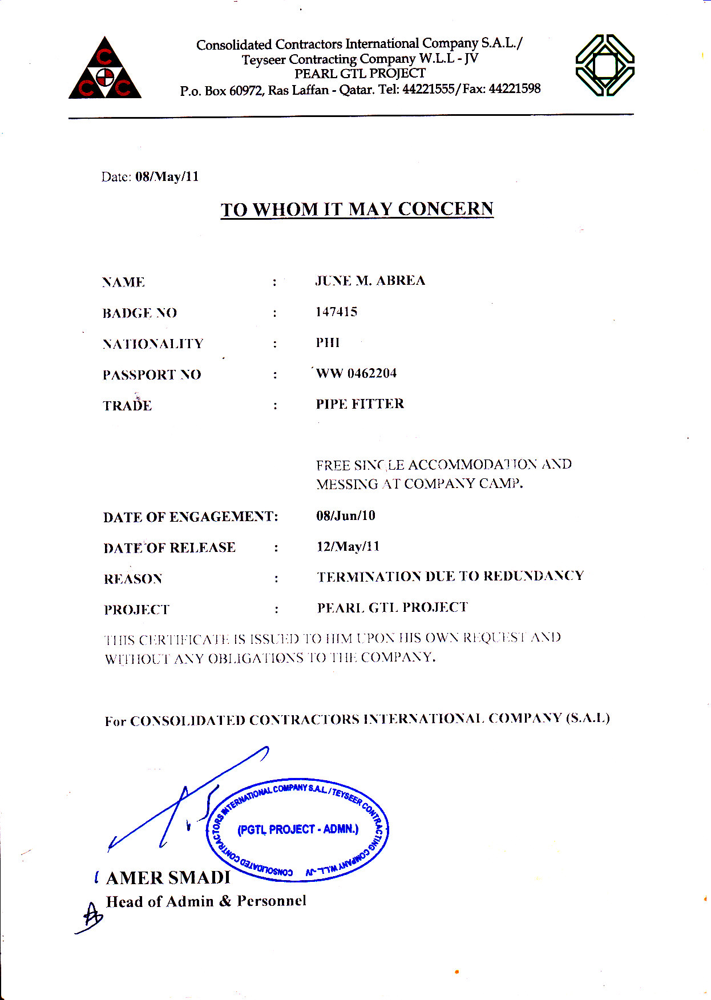 Consolidated Contractors International Company S.A.L./
Teyseer Contracting Company W.L.L - JV
PEARL GTL PROJECT
P.o. Box 60972, Ras Laffan - Qatar. Tel: 44221555/Fax: 44221598
C
C C
Date: 08/May/11
TO WHOM IT MAY CONCERN
NAME : JUNE M. ABREA
BADGE NO : 147415
NATIONALITY : PHI
PASSPORT NO : WW 0462204
TRADE : PIPE FITTER
FREE SINGLE ACCOMMODATION AND
MESSING AT COMPANY CAMP.
DATE OF ENGAGEMENT: 08/Jun/10
DATE OF RELEASE : 12/May/11
REASON : TERMINATION DUE TO REDUNDANCY
PROJECT : PEARL GTL PROJECT
THIS CERTIFICATE IS ISSUED TO HIM UPON HIS OWN REQUEST AND
WITHOUT ANY OBLIGATIONS TO THE COMPANY.
For CONSOLIDATED CONTRACTORS INTERNATIONAL COMPANY (S.A.L)
CONSOLIDATED CONTRACTORS INTERNATIONAL COMPANY S.A.L / TEYSEER CONTRACTING COMPANY W.L.L-JV
(PGTL PROJECT - ADMN.)
AMER SMADI
Head of Admin & Personnel